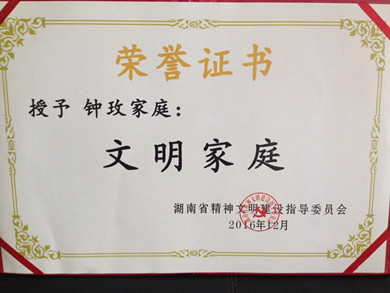 荣誉证书
授予 钟玫家庭：
文明家庭
湖南省精神文明建设指导委员会
2016年12月